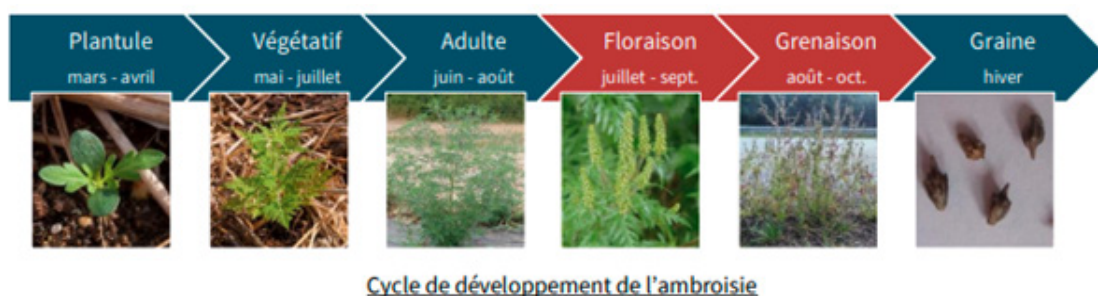 Plantule
mars - avril
Végétatif
mai - juillet
Adulte
juin - août
Floraison
juillet - sept.
Grenaison
août - oct.
Graine
hiver
Cycle de développement de l'ambroisie